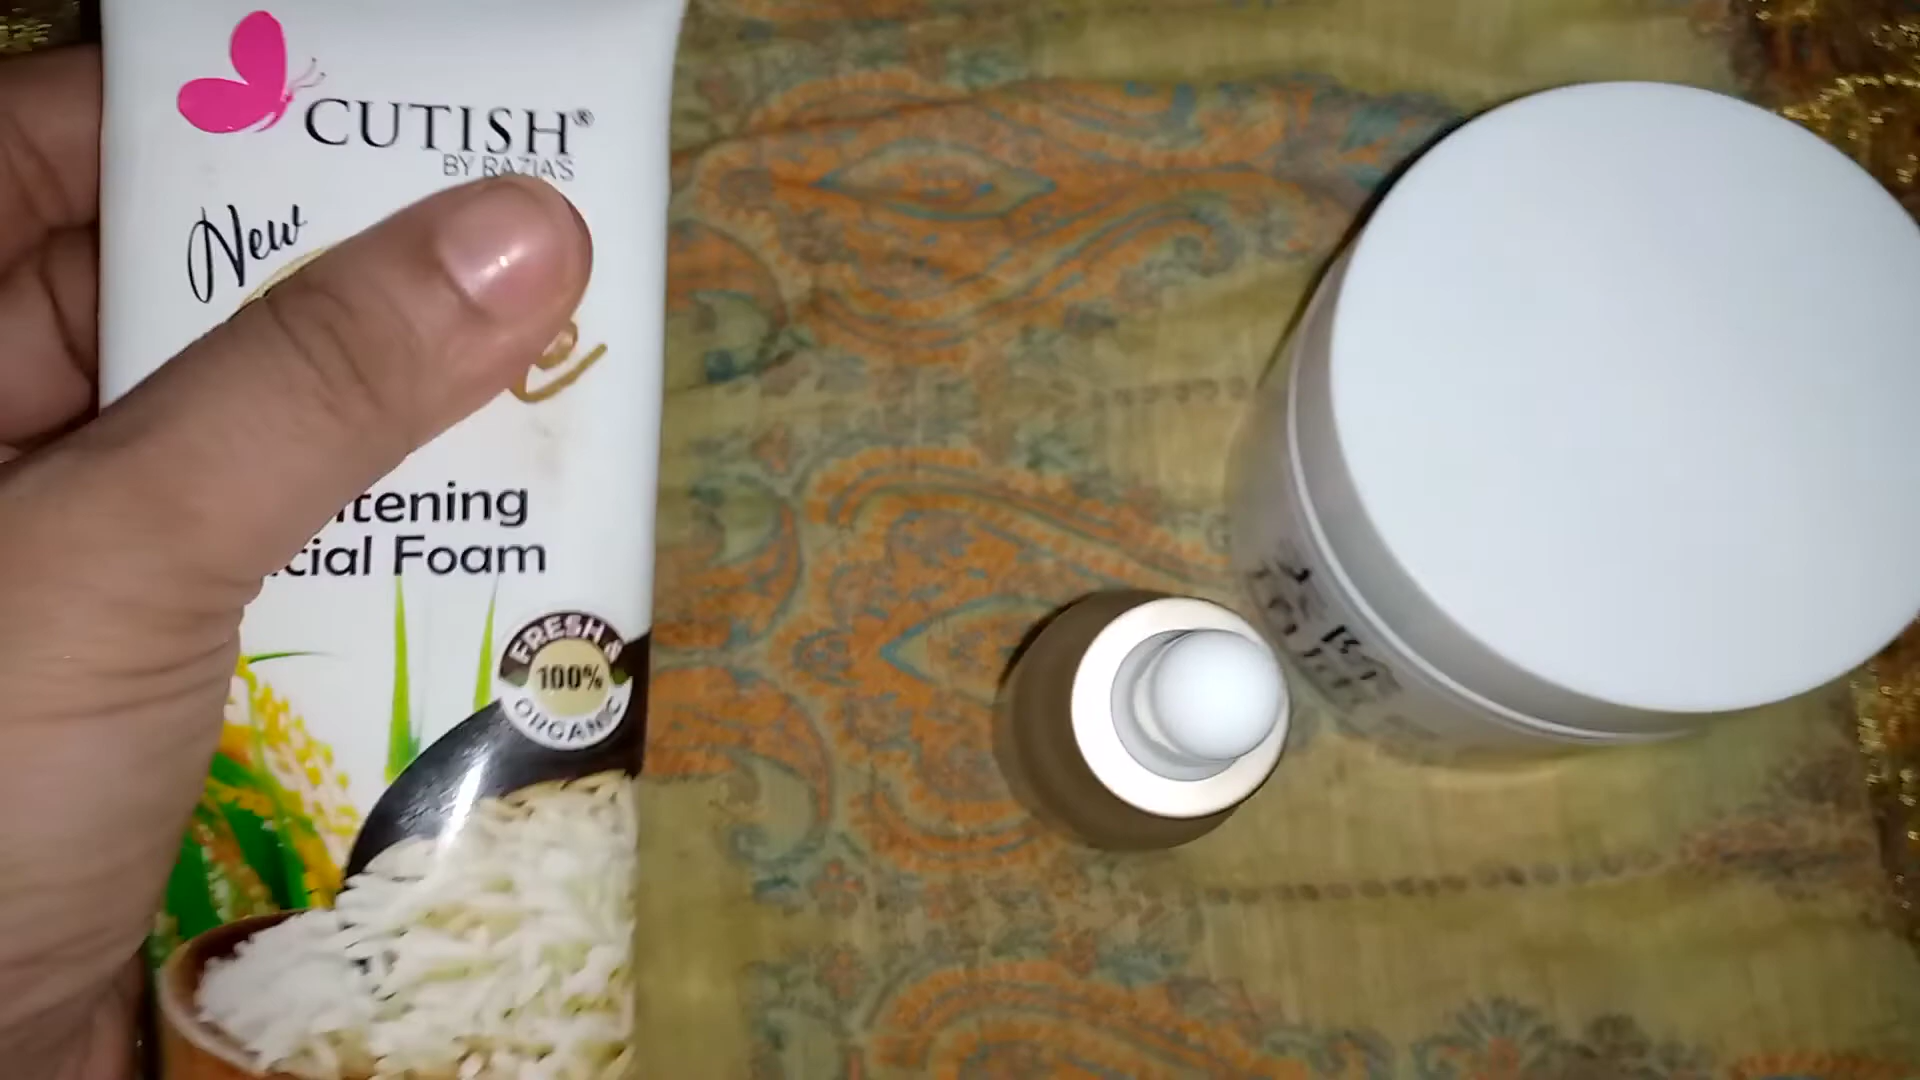 CUTISH®
BY RAZIA'S
New
tening
cial Foam
FRESH &
100%
ORGANIC